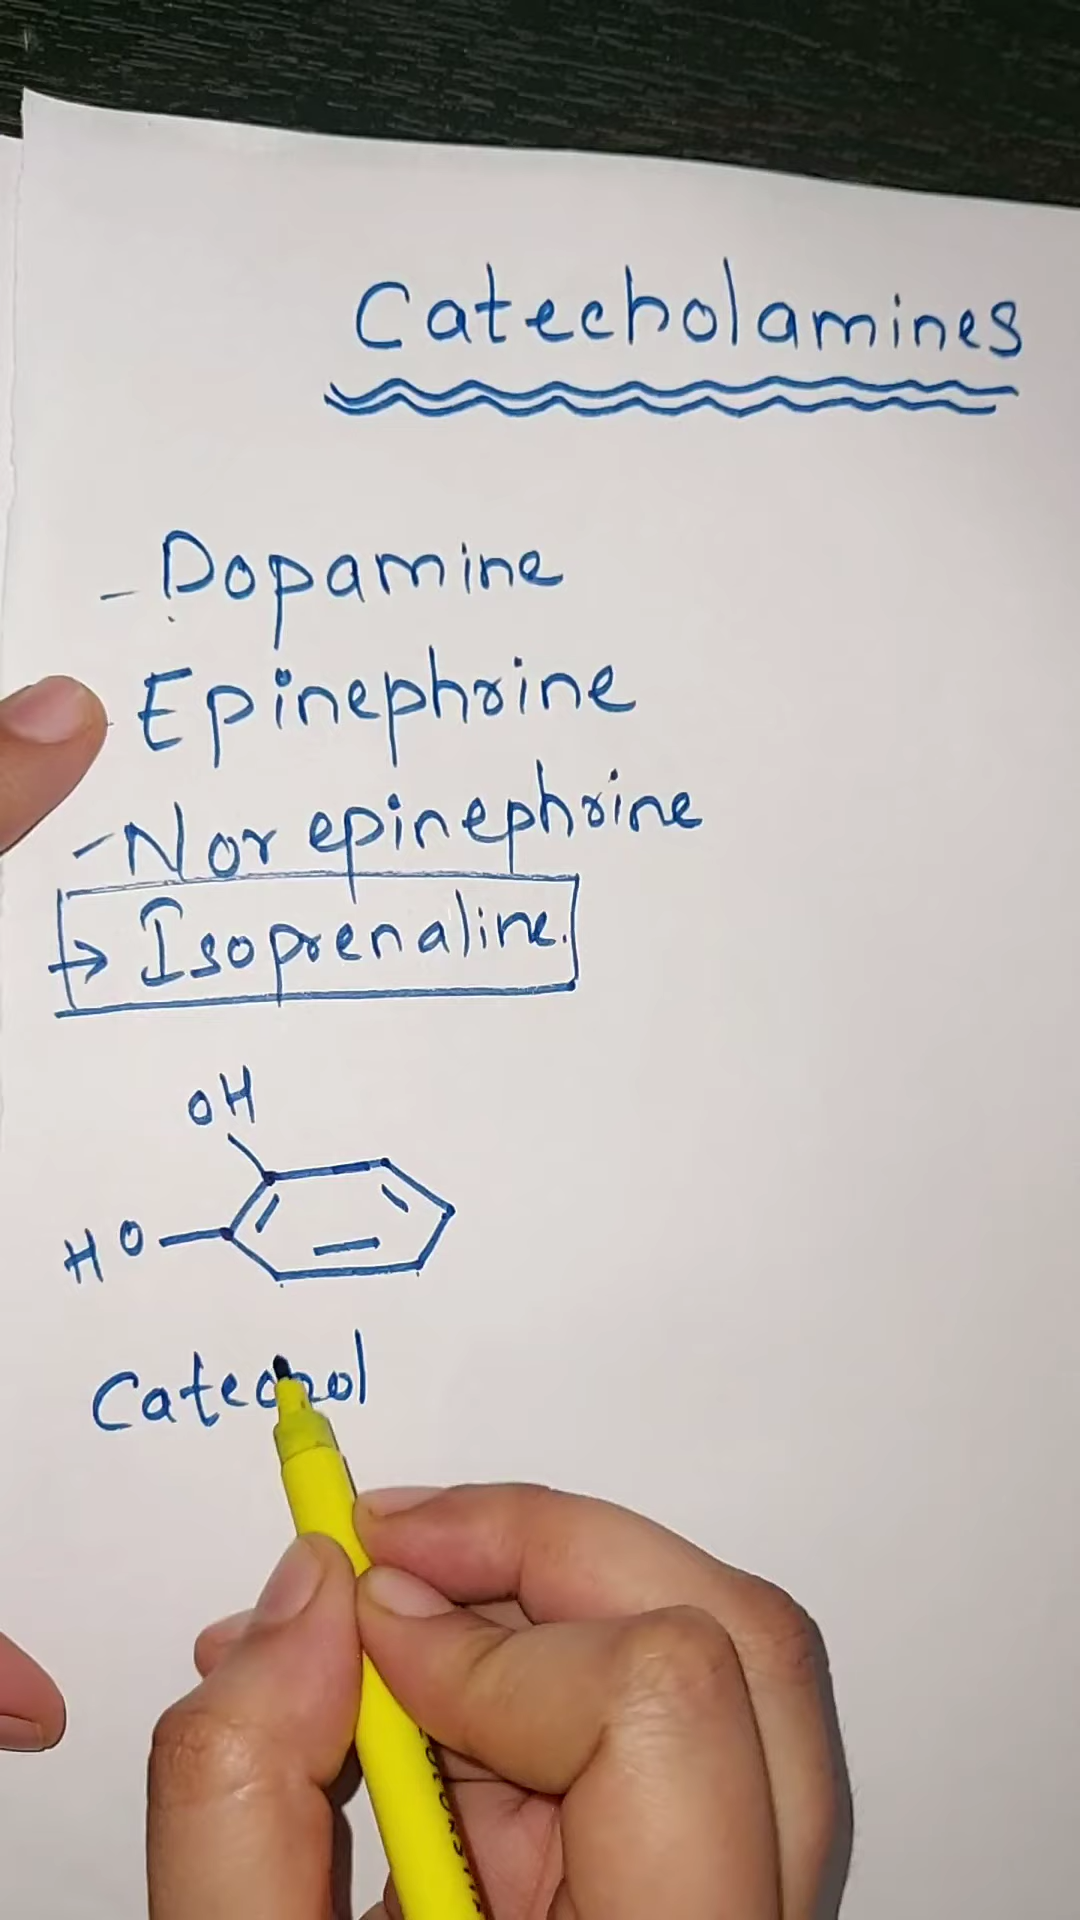 Catecholamines
- Dopamine
Epinephrine
- Norepinephrine
→ Isoprenaline.
OH
HO
Catechol